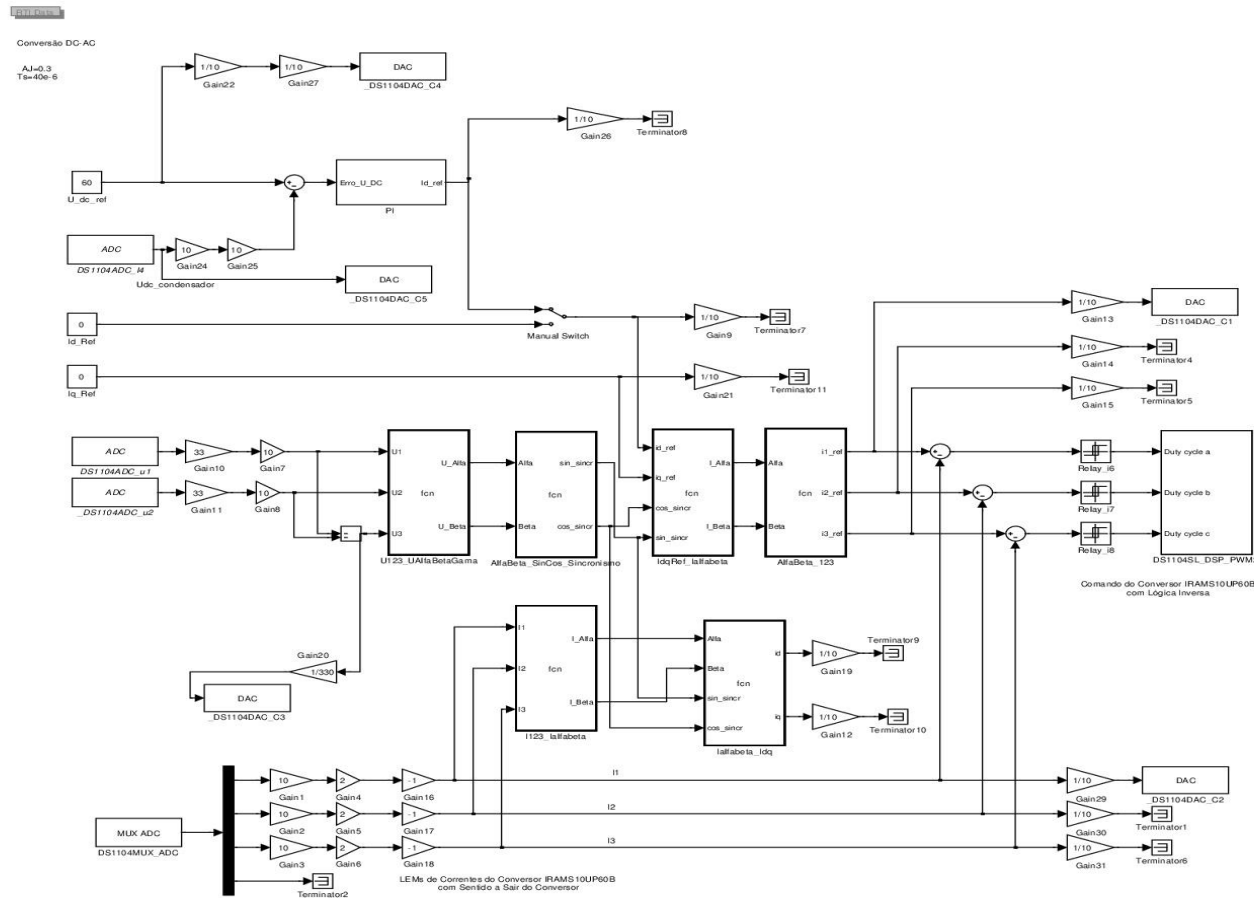 RTI Data
Conversão DC-AC
AJ=0.3
Ts=40e-6
1/10
Gain22
1/10
Gain27
DAC
_DS1104DAC_C4
1/10
Gain26
Terminator8
60
U_dc_ref
Erro_U_DC
Id_ref
PI
ADC
DS1104ADC_I4
10
Gain24
10
Gain25
Udc_condensador
DAC
_DS1104DAC_C5
0
Id_Ref
Manual Switch
1/10
Gain9
Terminator7
0
Iq_Ref
1/10
Gain21
Terminator11
1/10
Gain13
DAC
_DS1104DAC_C1
1/10
Gain14
Terminator4
1/10
Gain15
Terminator5
ADC
DS1104ADC_u1
33
Gain10
10
Gain7
ADC
_DS1104ADC_u2
33
Gain11
10
Gain8
U1
U2
U3
fcn
U_Alfa
U_Beta
U123_UAlfaBetaGama
Alfa
Beta
fcn
sin_sincr
cos_sincr
AlfaBeta_SinCos_Sincronismo
id_ref
iq_ref
cos_sincr
sin_sincr
fcn
I_Alfa
I_Beta
IdqRef_Ialfabeta
Alfa
Beta
fcn
i1_ref
i2_ref
i3_ref
AlfaBeta_123
Relay_i6
Relay_i7
Relay_i8
Duty cycle a
Duty cycle b
Duty cycle c
DS1104SL_DSP_PWM3
Comando do Conversor IRAMS10UP60B
com Lógica Inversa
Gain20
1/330
DAC
_DS1104DAC_C3
I1
I2
I3
fcn
I_Alfa
I_Beta
I123_Ialfabeta
Alfa
Beta
sin_sincr
cos_sincr
fcn
id
iq
Ialfabeta_Idq
1/10
Gain19
Terminator9
1/10
Gain12
Terminator10
MUX ADC
DS1104MUX_ADC
10
Gain1
2
Gain4
-1
Gain16
I1
1/10
Gain29
DAC
_DS1104DAC_C2
10
Gain2
2
Gain5
-1
Gain17
I2
1/10
Gain30
Terminator1
10
Gain3
2
Gain6
-1
Gain18
I3
1/10
Gain31
Terminator6
Terminator2
LEMs de Correntes do Conversor IRAMS10UP60B
com Sentido a Sair do Conversor